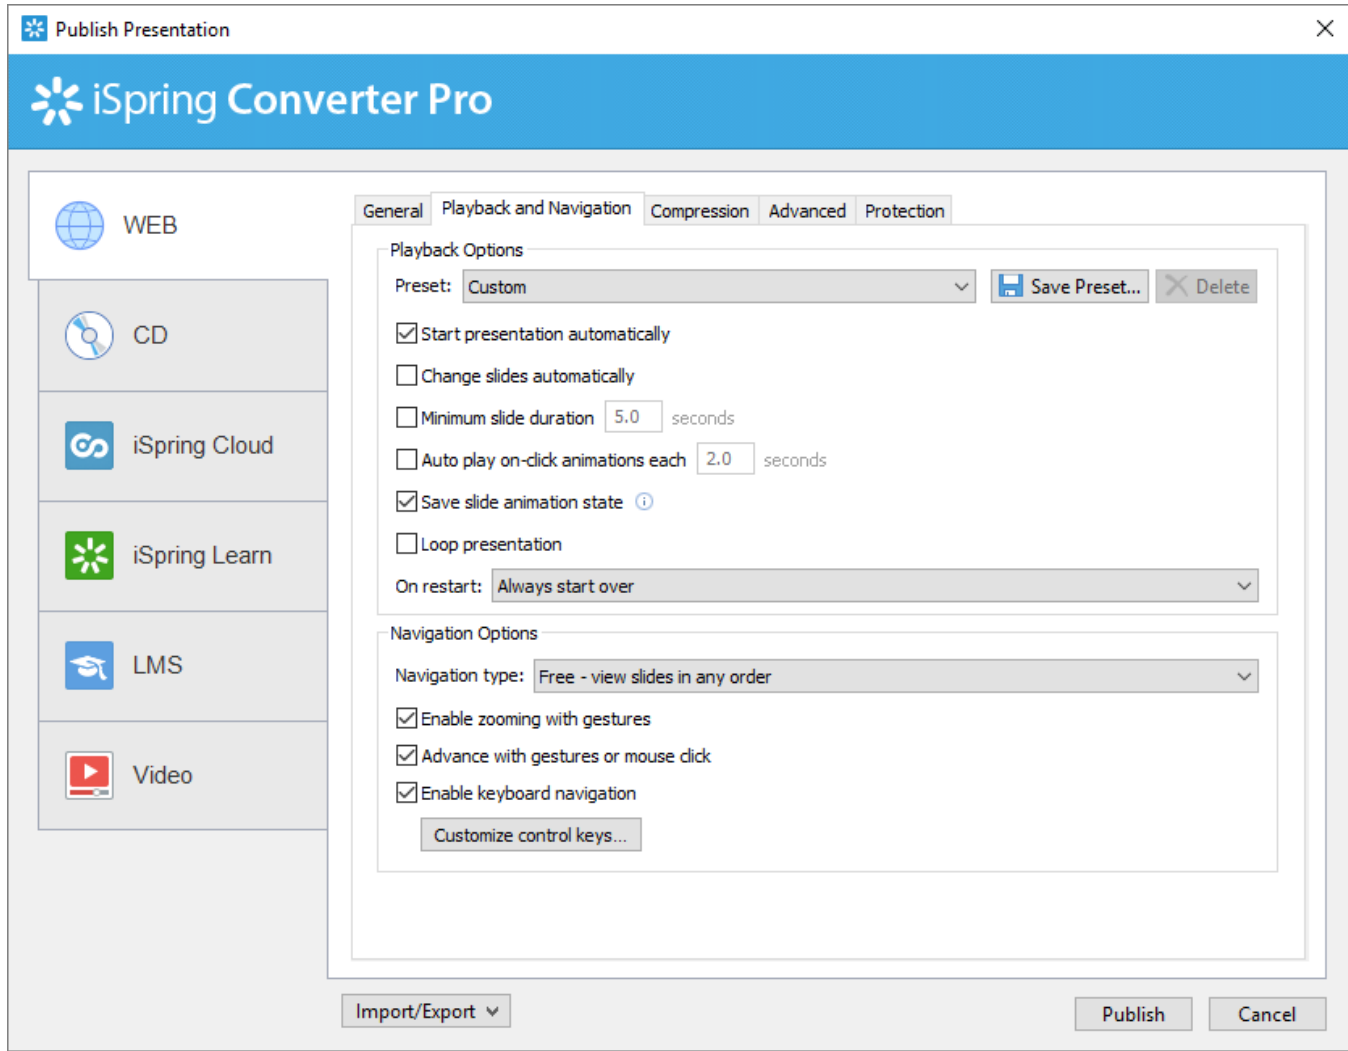 Publish Presentation
iSpring Converter Pro
WEB
CD
iSpring Cloud
iSpring Learn
LMS
Video
General Playback and Navigation Compression Advanced Protection
Playback Options
Preset: Custom Save Preset... Delete
Start presentation automatically
Change slides automatically
Minimum slide duration 5.0 seconds
Auto play on-click animations each 2.0 seconds
Save slide animation state
Loop presentation
On restart: Always start over
Navigation Options
Navigation type: Free - view slides in any order
Enable zooming with gestures
Advance with gestures or mouse click
Enable keyboard navigation
Customize control keys...
Import/Export Publish Cancel